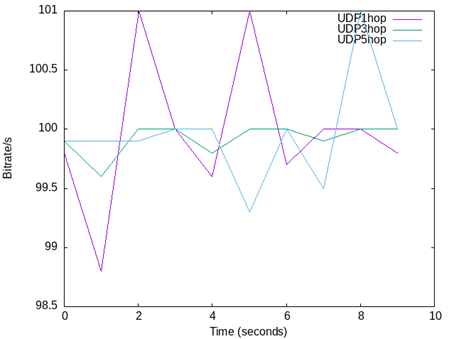 101
100.5
100
99.5
99
98.5
Bitrate/s
UDP1hop
UDP3hop
UDP5hop
0 2 4 6 8 10
Time (seconds)